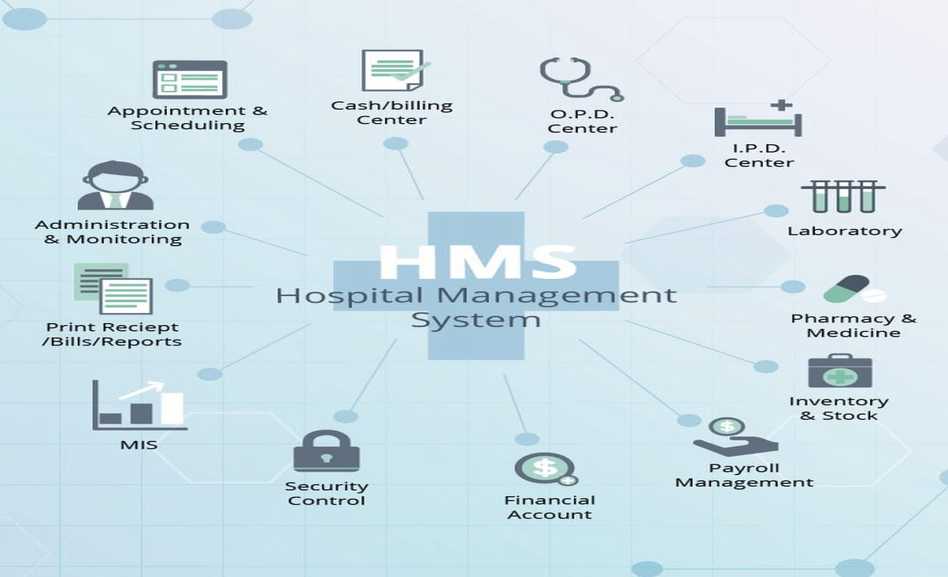 Appointment &
Scheduling
Cash/billing
Center
O.P.D.
Center
I.P.D.
Center
Administration
& Monitoring
Laboratory
HMS
Hospital Management
System
Print Reciept
/Bills/Reports
Pharmacy &
Medicine
Inventory
& Stock
MIS
Security
Control
$
Financial
Account
$
Payroll
Management